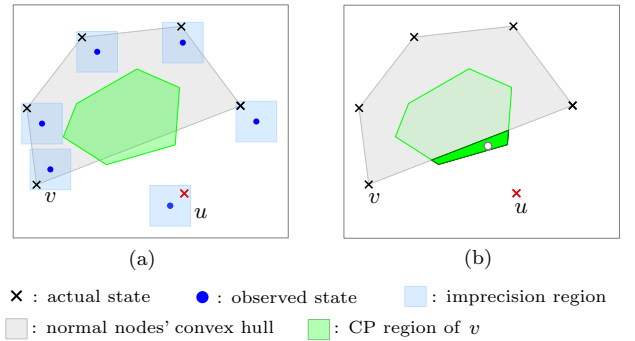 v
u
(a)
v
u
(b)
: actual state
: observed state
: imprecision region
: normal nodes' convex hull
: CP region of v